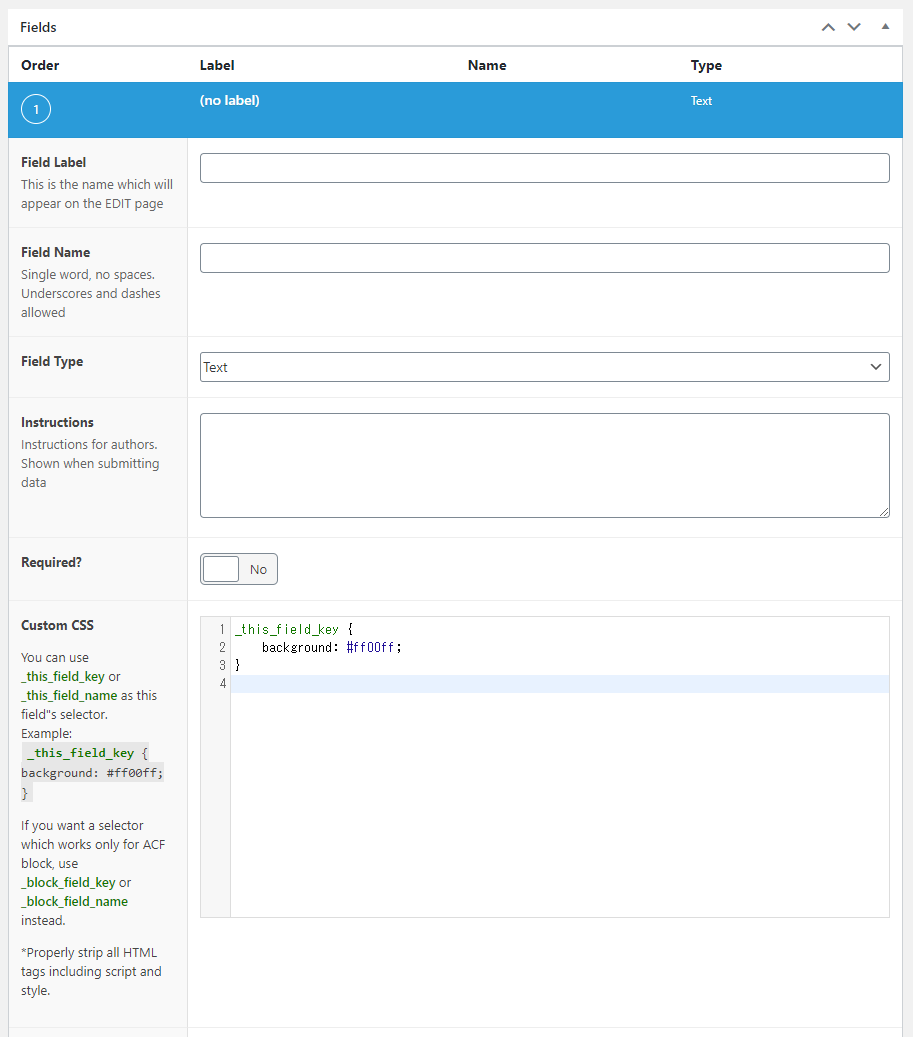 Fields
Order Label Name Type
1 (no label) Text
Field Label
This is the name which will
appear on the EDIT page
Field Name
Single word, no spaces.
Underscores and dashes
allowed
Field Type
Text
Instructions
Instructions for authors.
Shown when submitting
data
Required?
No
Custom CSS
You can use
_this_field_key or
_this_field_name as this
field"s selector.
Example:
_this_field_key {
background: #ff00ff;
}
If you want a selector
which works only for ACF
block, use
_block_field_key or
_block_field_name
instead.
*Properly strip all HTML
tags including script and
style.
1 _this_field_key {
2 background: #ff00ff;
3 }
4